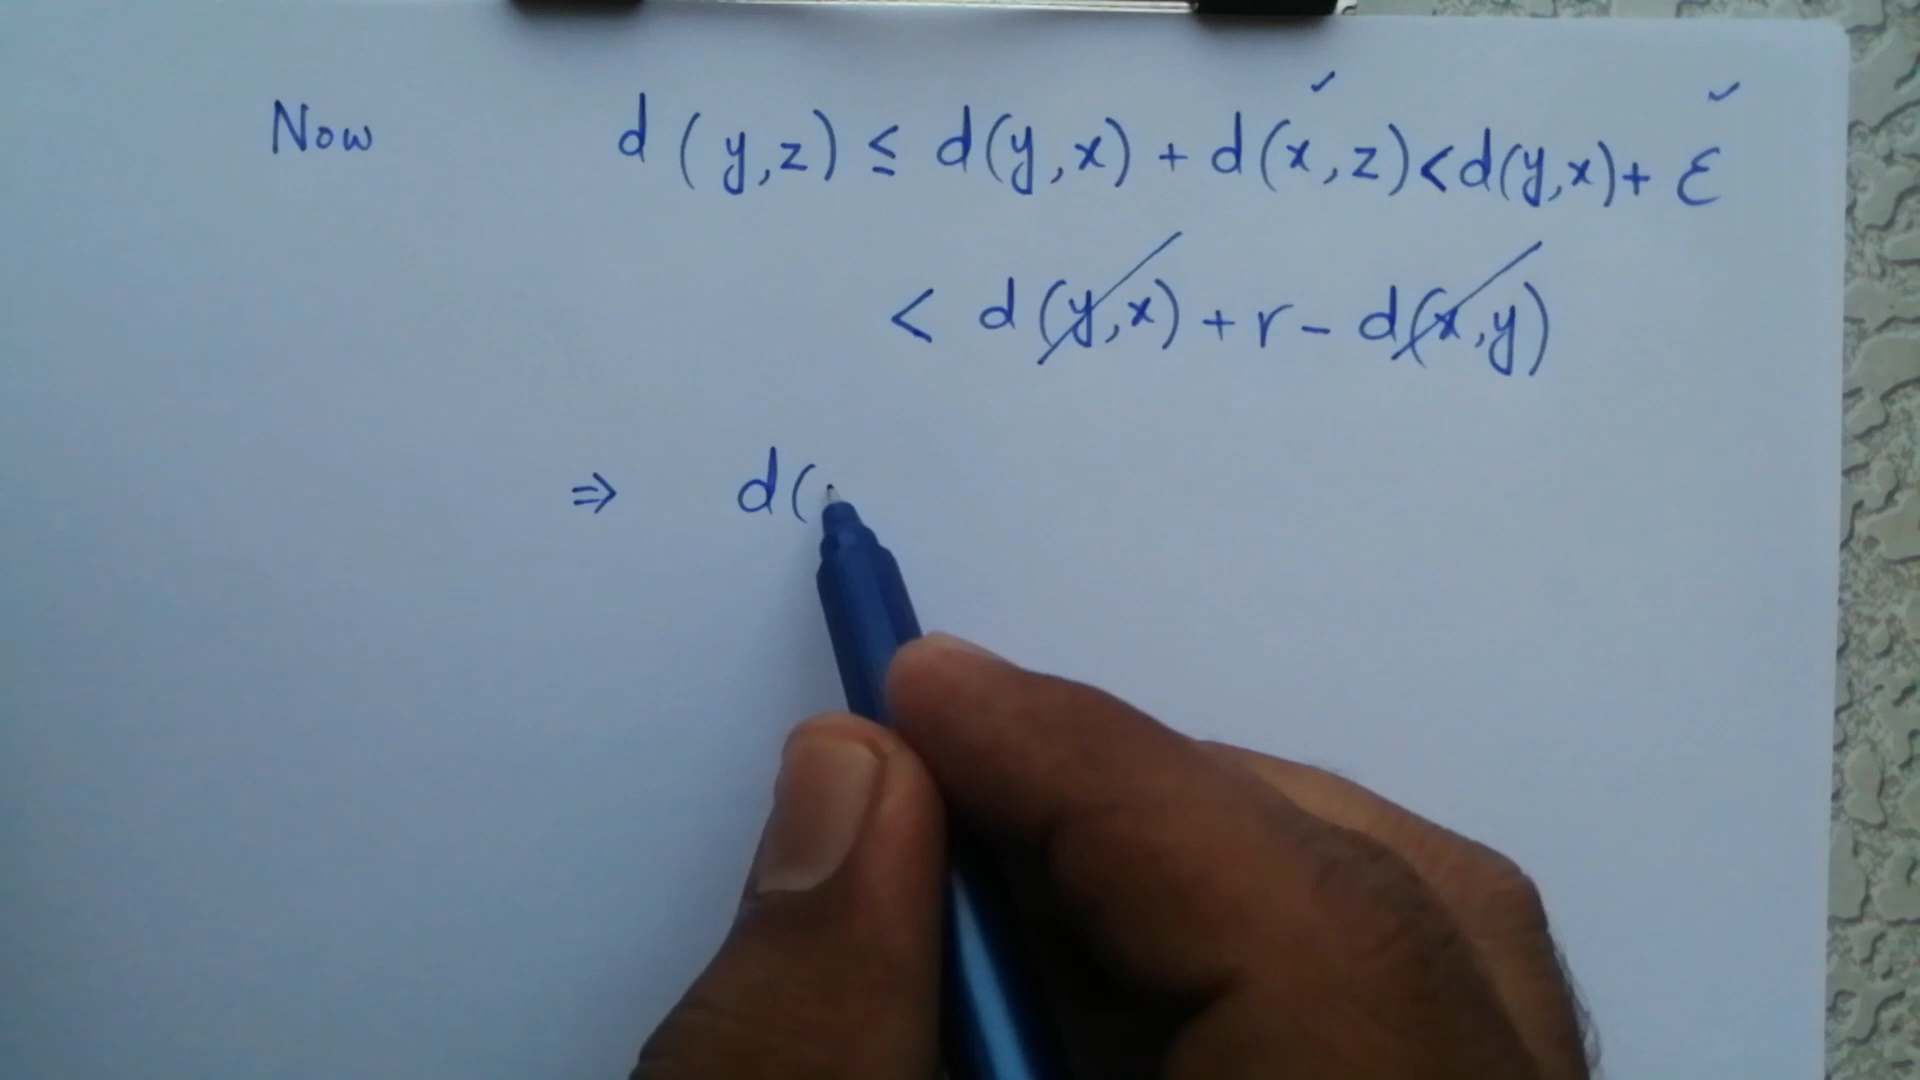 Now d(y,z) ≤ d(y,x) + d(x,z) < d(y,x) + ε
< d(y,x) + r - d(x,y)
⇒ d(